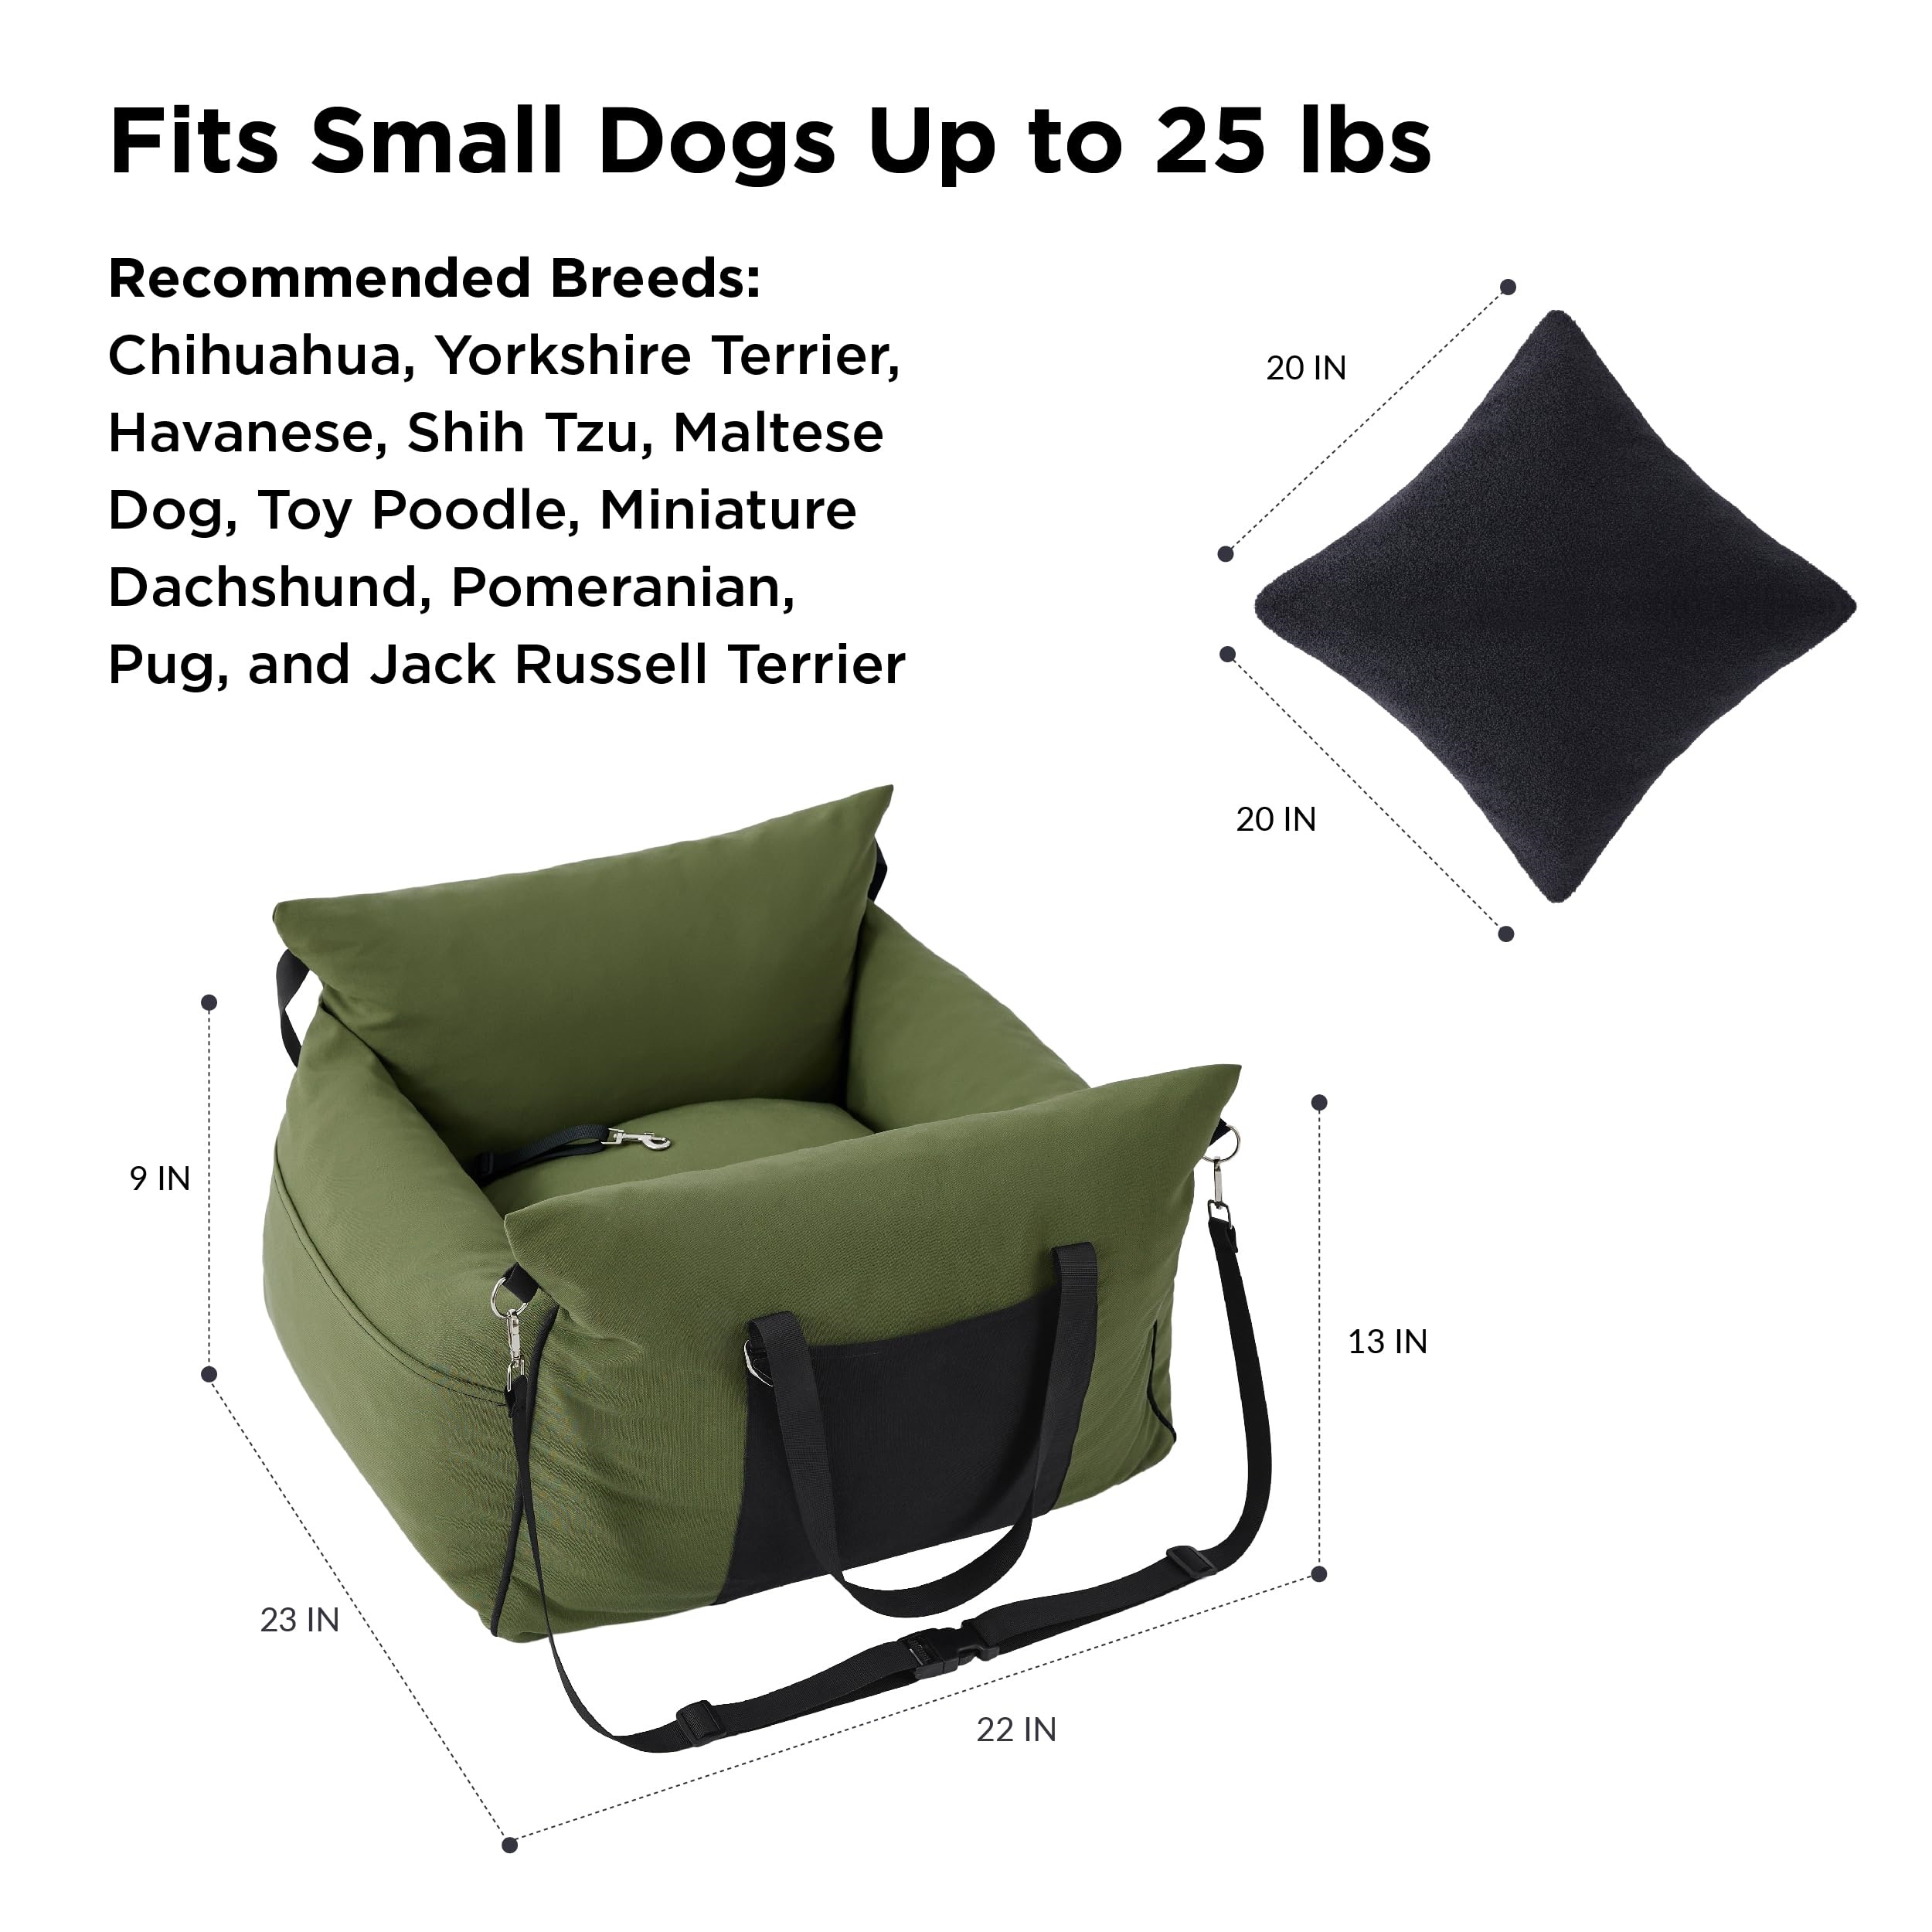 Fits Small Dogs Up to 25 lbs
Recommended Breeds:
Chihuahua, Yorkshire Terrier,
Havanese, Shih Tzu, Maltese
Dog, Toy Poodle, Miniature
Dachshund, Pomeranian,
Pug, and Jack Russell Terrier
20 IN
20 IN
9 IN
13 IN
23 IN
22 IN